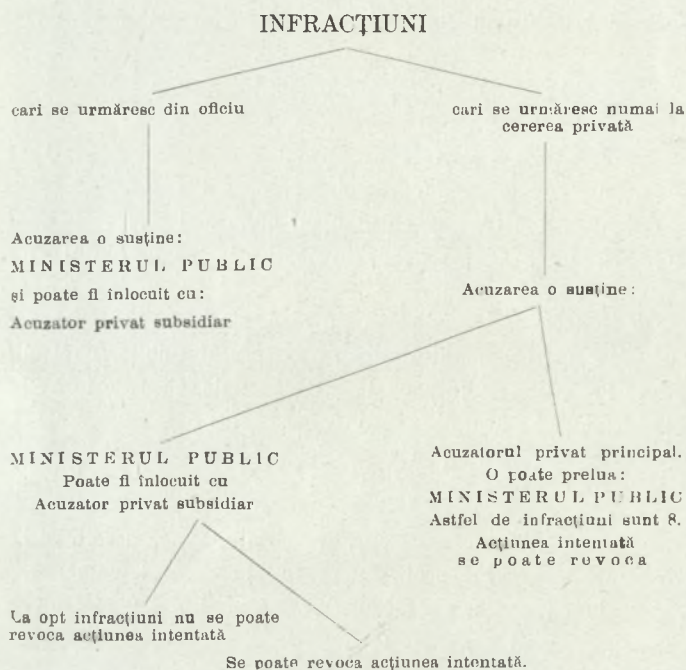 INFRACȚIUNI
cari se urmăresc din oficiu
cari se urmăresc numai la
cererea privată
Acuzarea o susține:
MINISTERUL PUBLIC
și poate fi înlocuit cu:
Acuzator privat subsidiar
Acuzarea o susține:
MINISTERUL PUBLIC
Poate fi înlocuit cu
Acuzator privat subsidiar
Acuzatorul privat principal.
O poate prelua:
MINISTERUL PUBLIC
Astfel de infracțiuni sunt 8.
Acțiunea intentată
se poate revoca
La opt infracțiuni nu se poate
revoca acțiunea intentată
Se poate revoca acțiunea intentată.